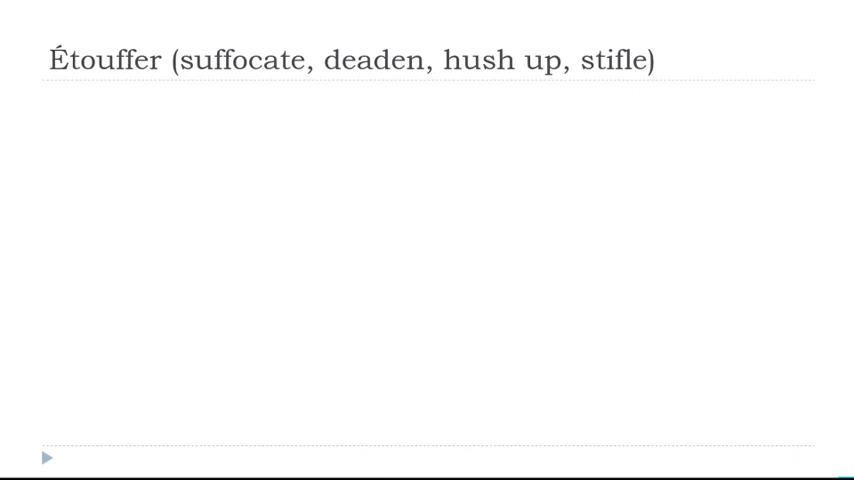 Étouffer (suffocate, deaden, hush up, stifle)